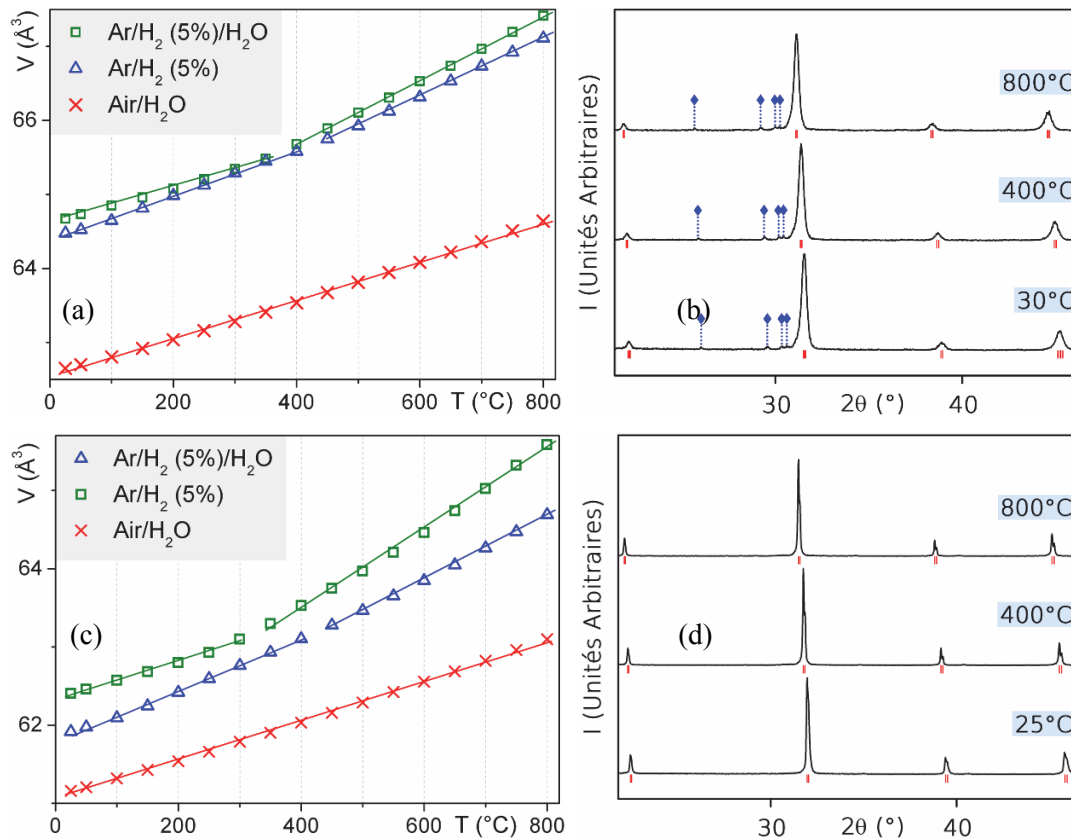 V (Å³)
Ar/H₂ (5%)/H₂O
Ar/H₂ (5%)
Air/H₂O
66
64
(a)
0
200
400
600
T (°C)
800
I (Unités Arbitraires)
800°C
400°C
30°C
(b)
30
2θ (°)
40
V (Å³)
Ar/H₂ (5%)/H₂O
Ar/H₂ (5%)
Air/H₂O
64
62
(c)
0
200
400
600
T (°C)
800
I (Unités Arbitraires)
800°C
400°C
25°C
(d)
30
2θ (°)
40